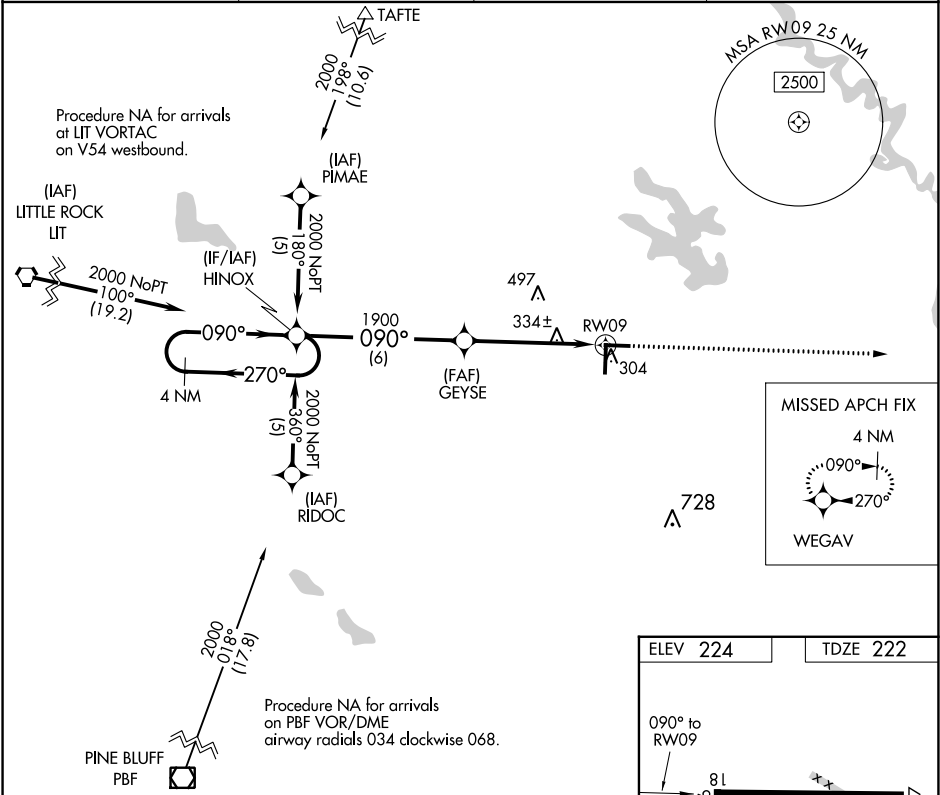 TAFTE
2000
198°
(10.6)
MSA RW09 25 NM
2500
Procedure NA for arrivals
at LIT VORTAC
on V54 westbound.
(IAF)
PIMAE
(IAF)
LITTLE ROCK
LIT
2000 NoPT
180°
(5)
(IF/IAF)
HINOX
2000 NoPT
100°
(19.2)
497
334±
RW09
304
090°
1900
090°
(6)
(FAF)
GEYSE
270°
4 NM
2000 NoPT
360°
(5)
(IAF)
RIDOC
MISSED APCH FIX
4 NM
090°
270°
WEGAV
728
2000
018°
(17.8)
Procedure NA for arrivals
on PBF VOR/DME
airway radials 034 clockwise 068.
PINE BLUFF
PBF
ELEV 224
TDZE 222
090° to
RW09
x x